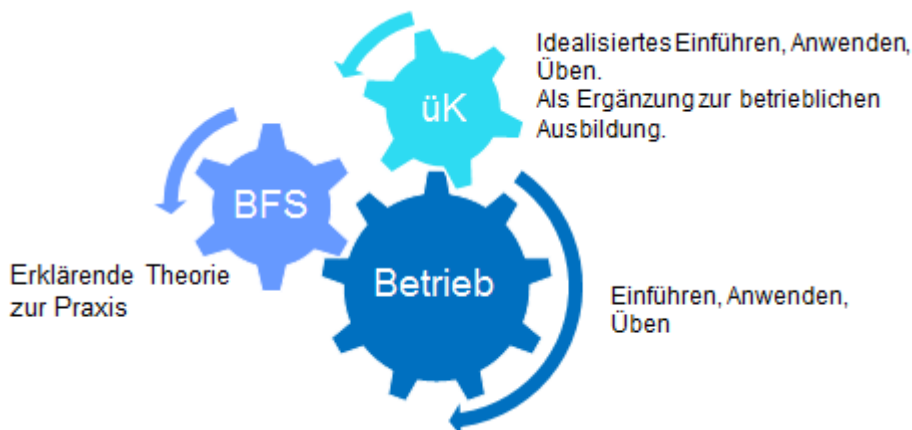 Idealisiertes Einführen, Anwenden,
Üben.
Als Ergänzung zur betrieblichen
Ausbildung.
üK
BFS
Erklärende Theorie
zur Praxis
Betrieb
Einführen, Anwenden,
Üben